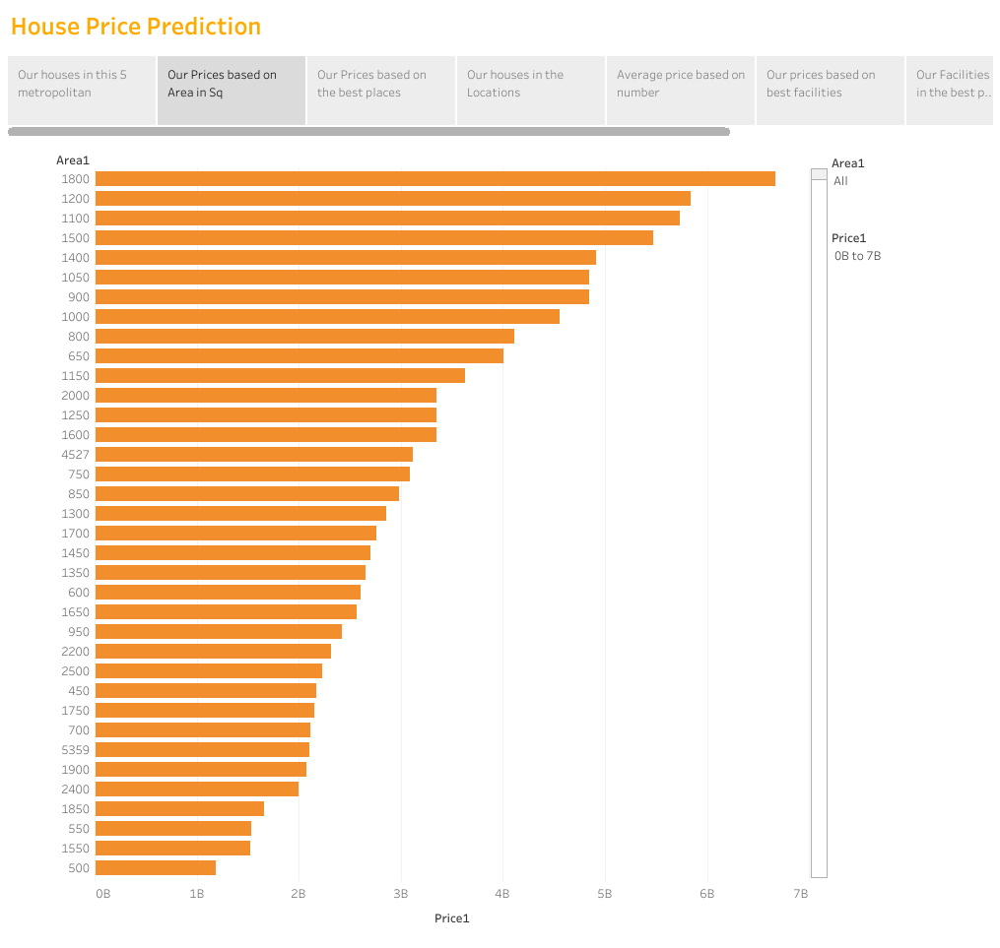 House Price Prediction
Our houses in this 5
metropolitan
Our Prices based on
Area in Sq
Our Prices based on
the best places
Our houses in the
Locations
Average price based on
number
Our prices based on
best facilities
Our Facilities
in the best p..
Area1
1800
1200
1100
1500
1400
1050
900
1000
800
650
1150
2000
1250
1600
4527
750
850
1300
1700
1450
1350
600
1650
950
2200
2500
450
1750
700
5359
1900
2400
1850
550
1550
500
0B 1B 2B 3B 4B 5B 6B 7B
Price1
Area1
All
Price1
0B to 7B